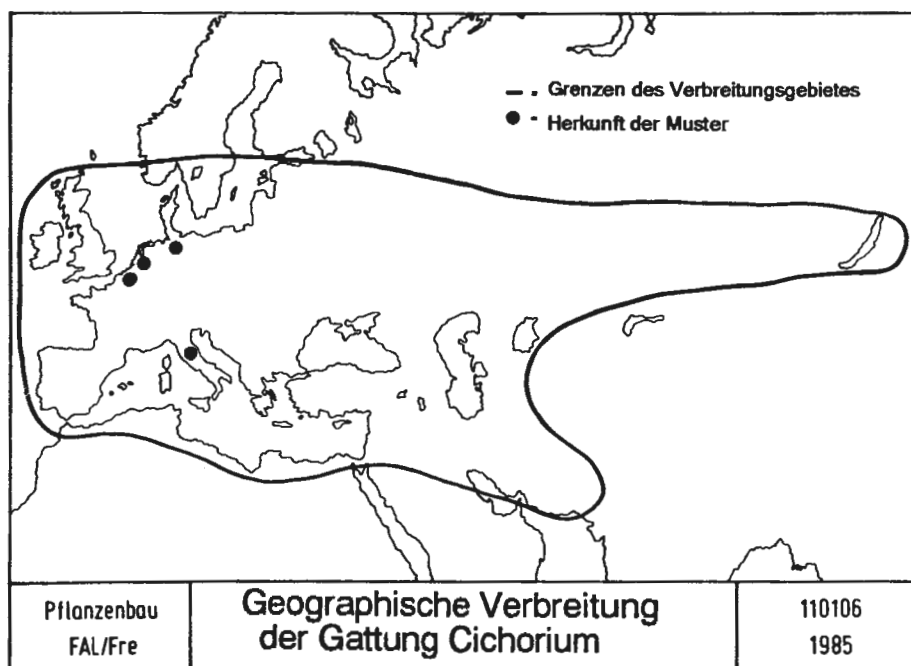 — . Grenzen des Verbreitungsgebietes
● - Herkunft der Muster
Pflanzenbau
FAL/Fre
Geographische Verbreitung
der Gattung Cichorium
110106
1985